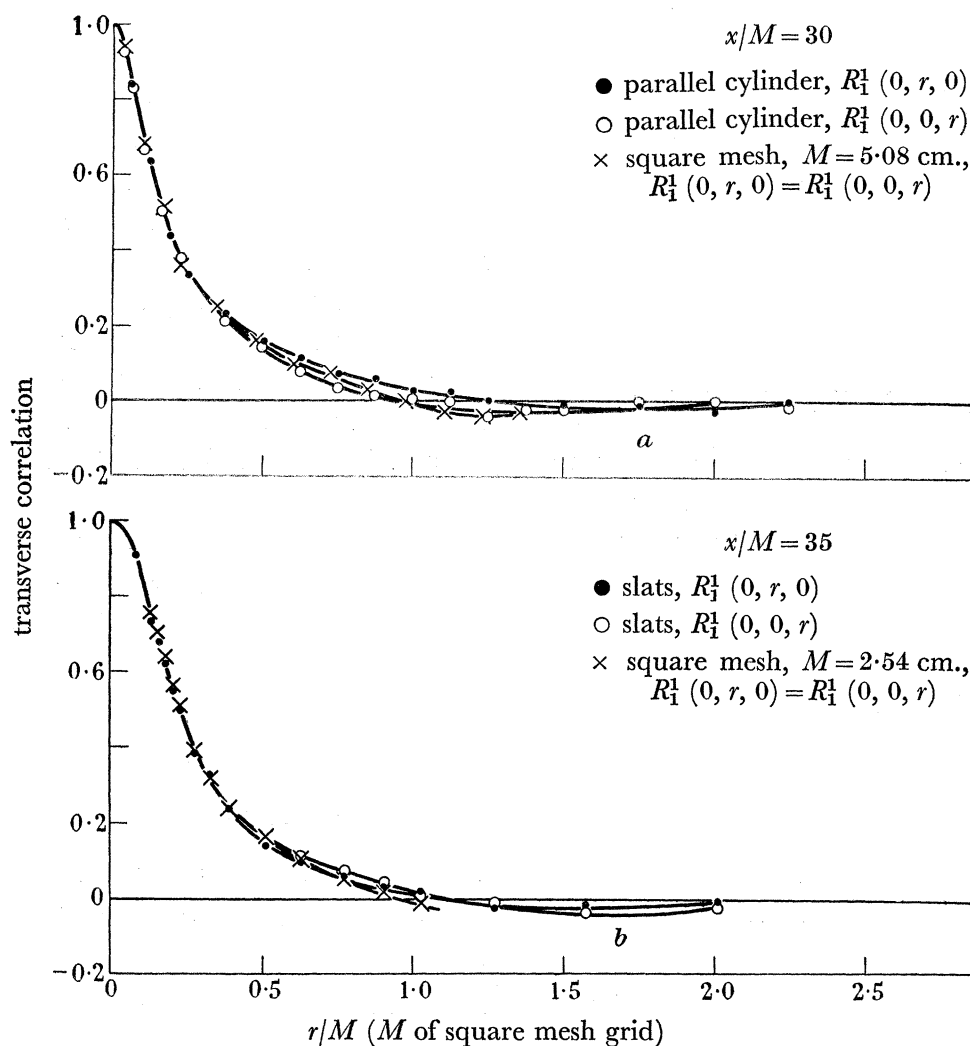 transverse correlation
1·0
0·6
0·2
0
−0·2
x/M = 30
● parallel cylinder, R₁¹ (0, r, 0)
○ parallel cylinder, R₁¹ (0, 0, r)
× square mesh, M = 5·08 cm.,
R₁¹ (0, r, 0) = R₁¹ (0, 0, r)
a
1·0
0·6
0·2
0
−0·2
x/M = 35
● slats, R₁¹ (0, r, 0)
○ slats, R₁¹ (0, 0, r)
× square mesh, M = 2·54 cm.,
R₁¹ (0, r, 0) = R₁¹ (0, 0, r)
b
0 0·5 1·0 1·5 2·0 2·5
r/M (M of square mesh grid)